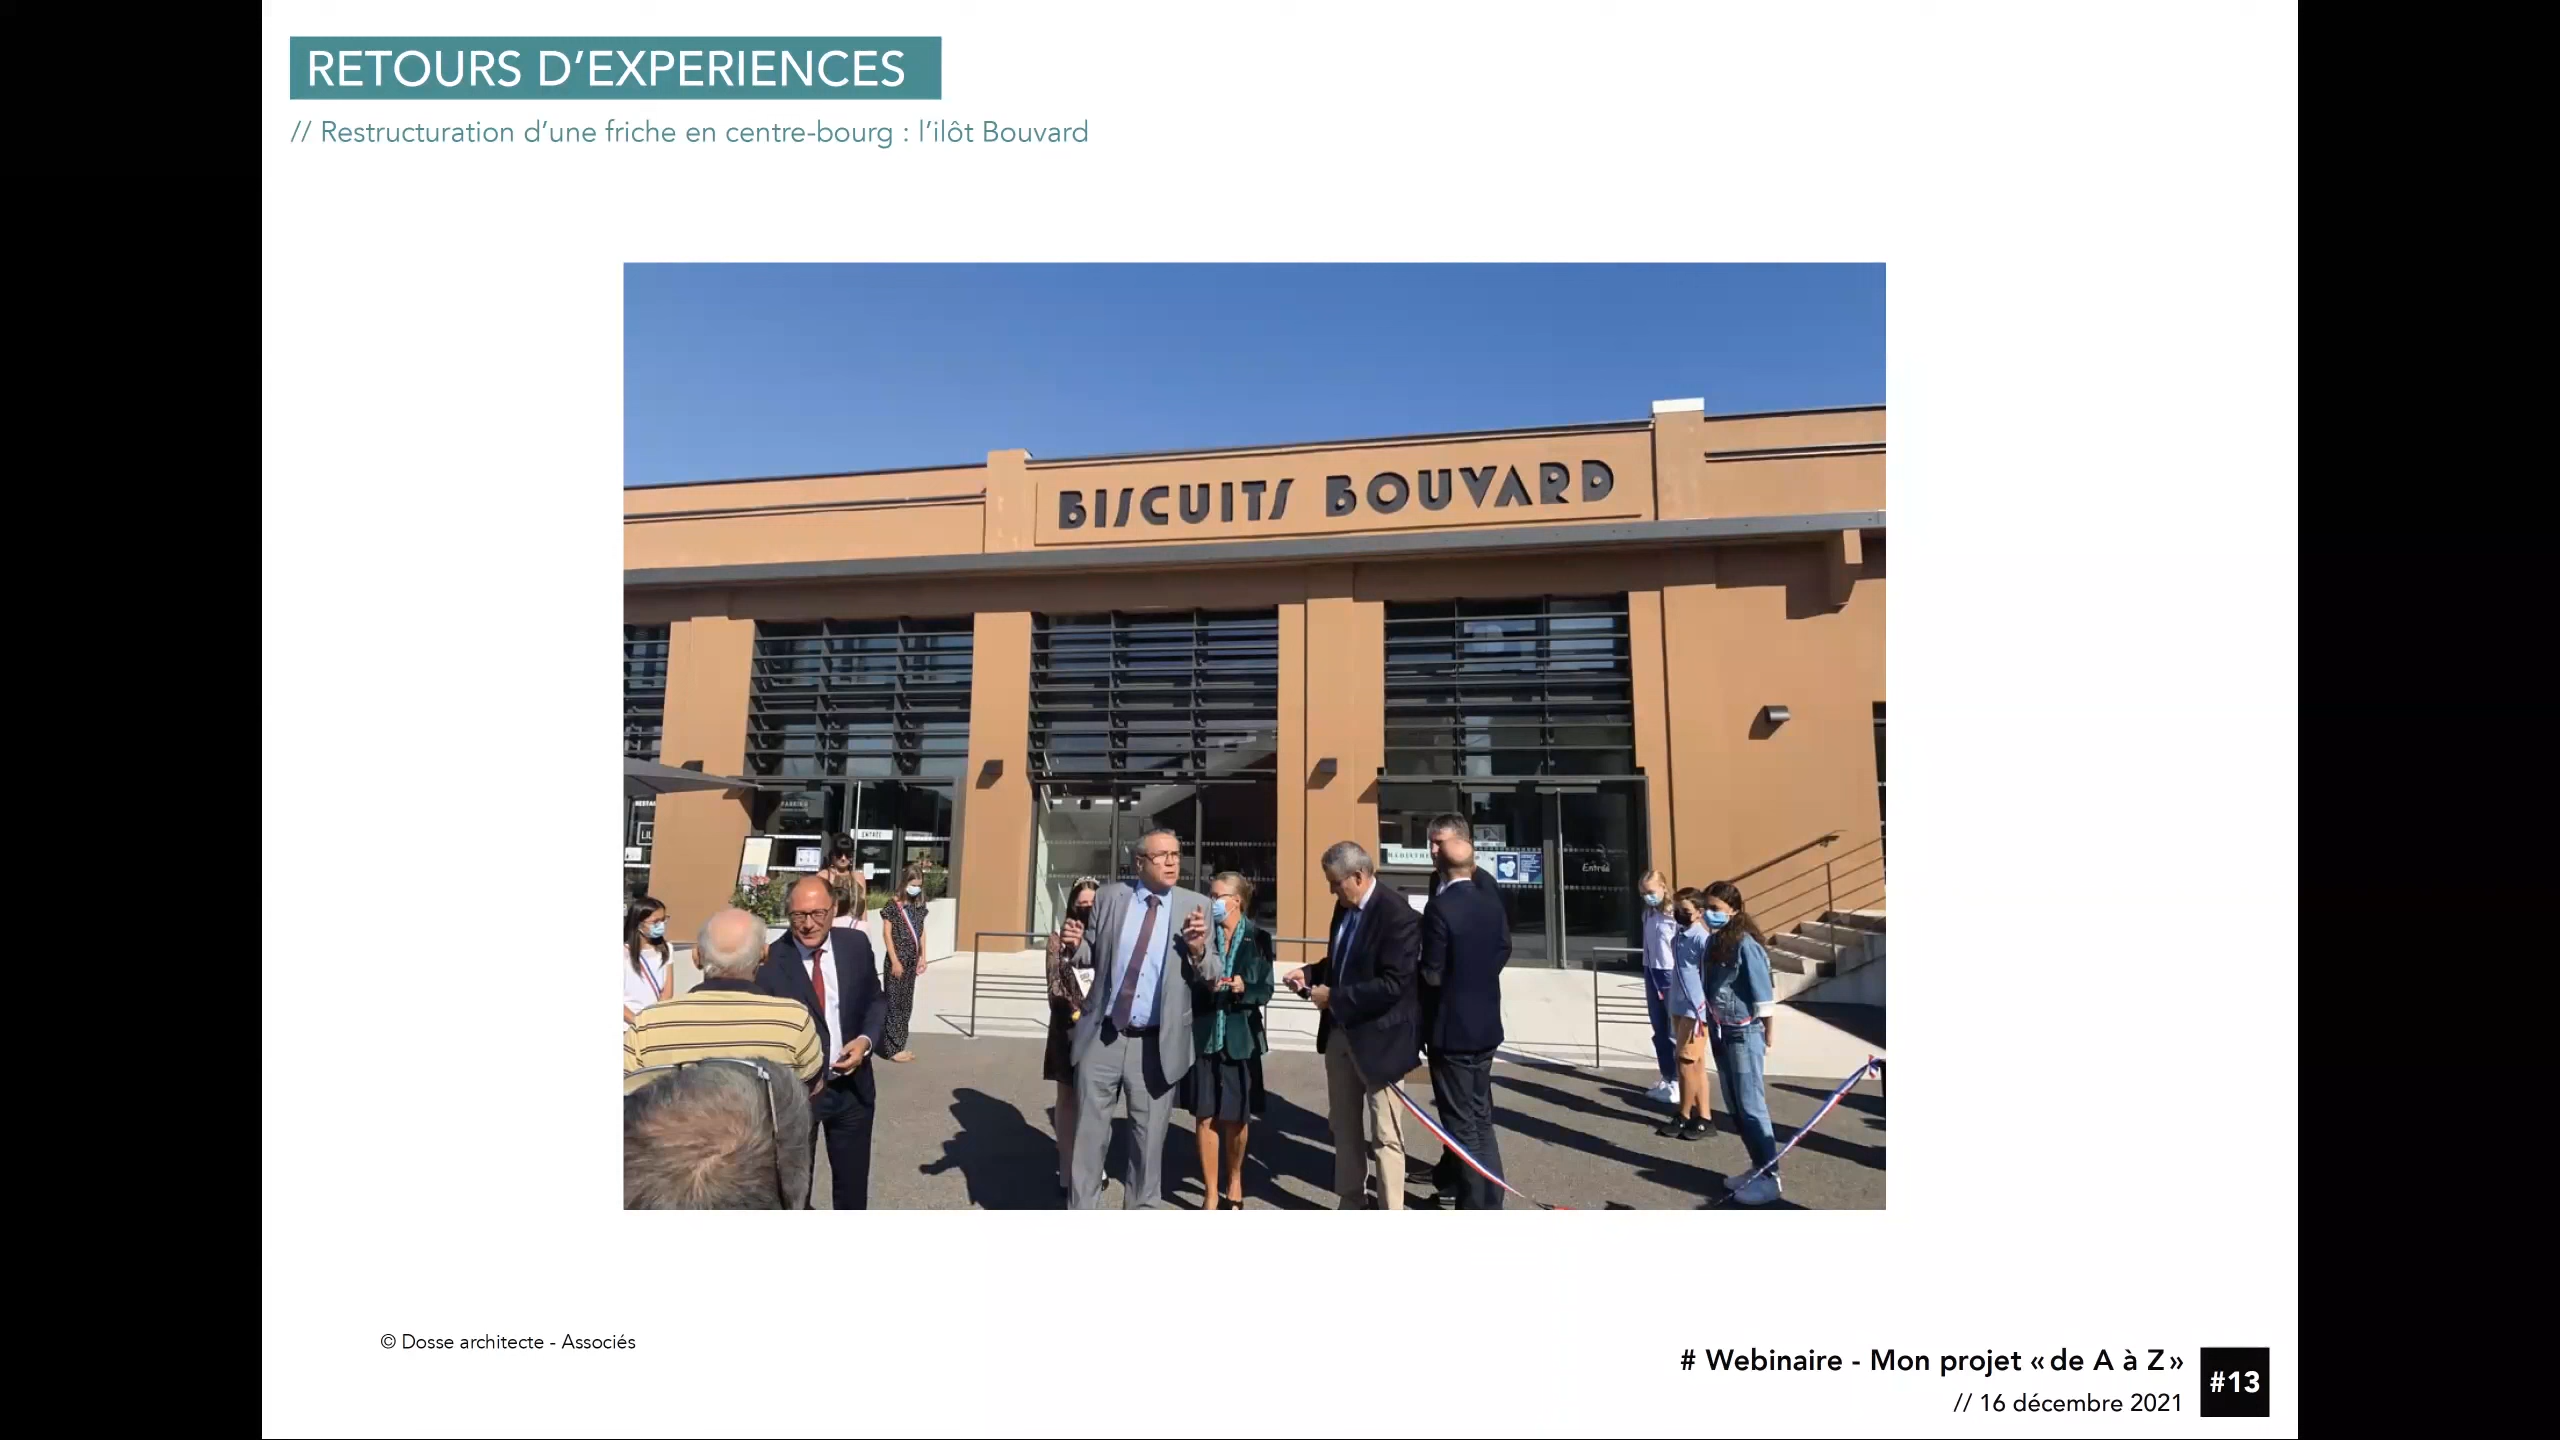 RETOURS D'EXPERIENCES
// Restructuration d'une friche en centre-bourg : l'ilôt Bouvard
BISCUITS BOUVARD
ENTRÉE
Entrée
© Dosse architecte - Associés
# Webinaire - Mon projet « de A à Z »
// 16 décembre 2021
#13